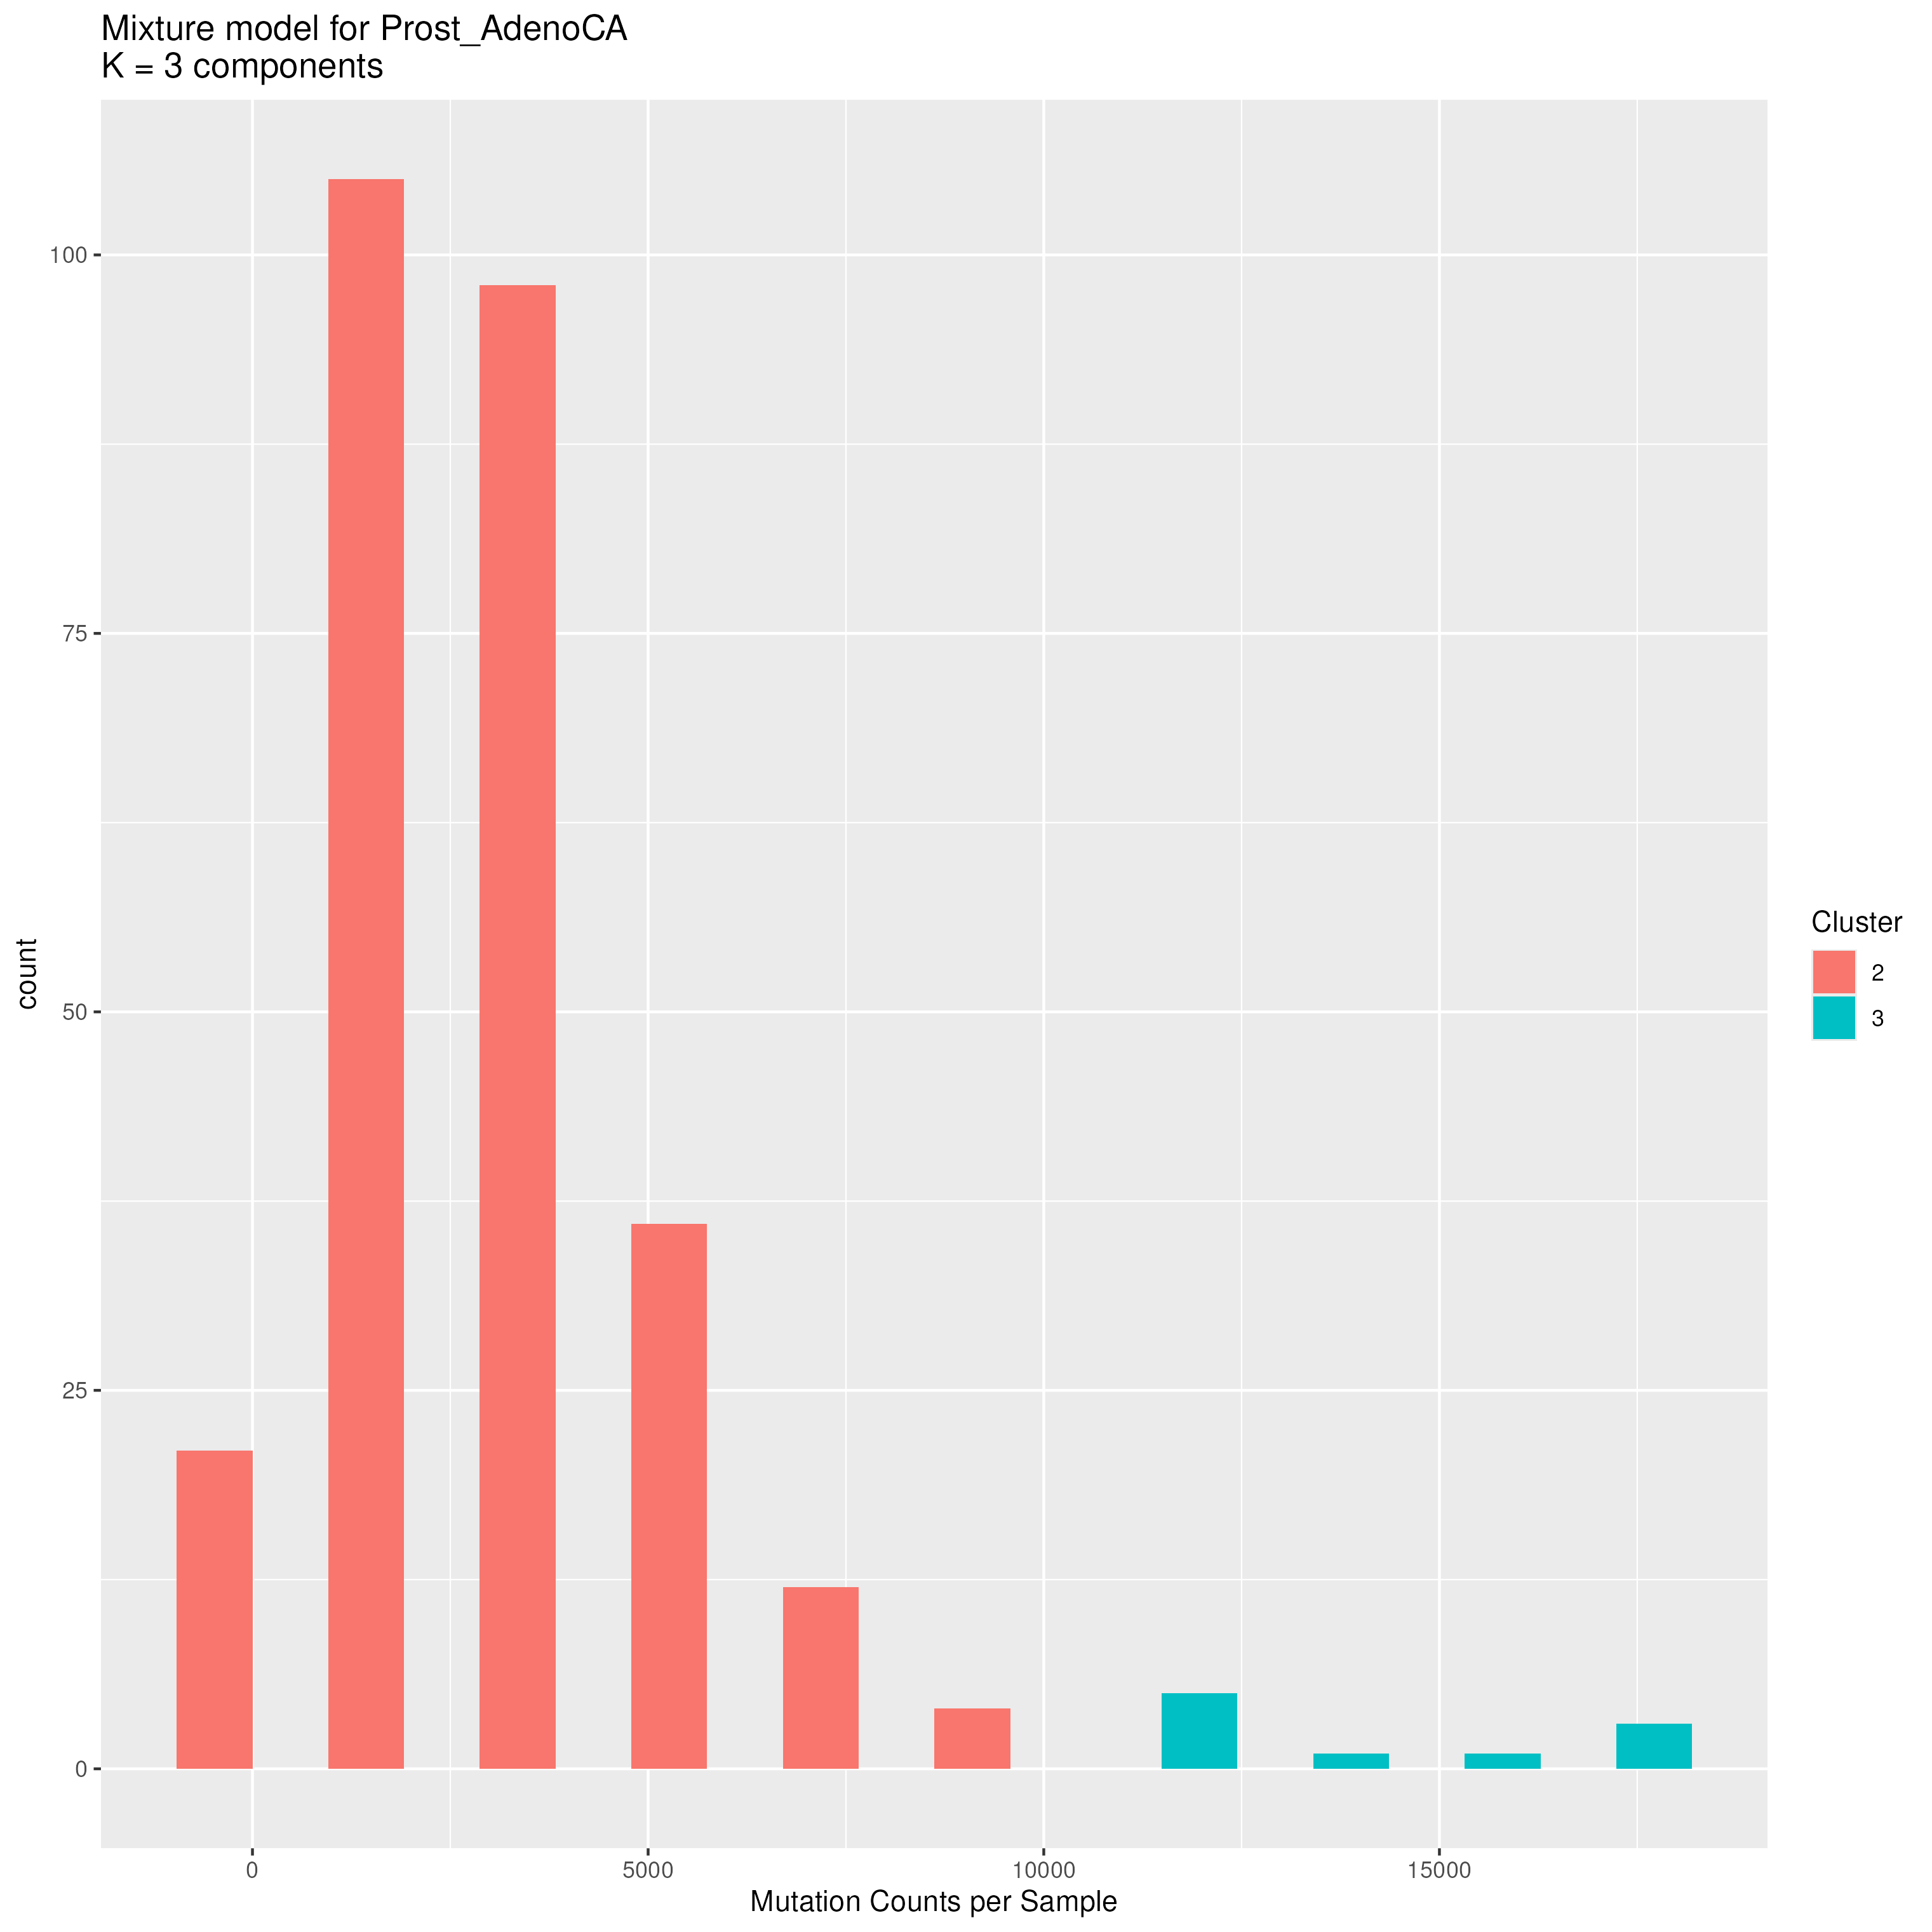 Mixture model for Prost_AdenoCA
K = 3 components
100
75
50
25
0
count
0 5000 10000 15000
Mutation Counts per Sample
Cluster
2
3